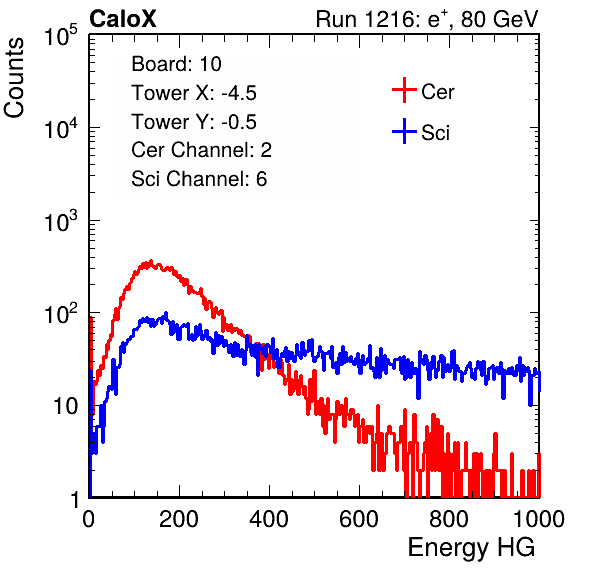 CaloX Run 1216: e⁺, 80 GeV
Counts
10⁵
10⁴
10³
10²
10
1
Board: 10
Tower X: -4.5
Tower Y: -0.5
Cer Channel: 2
Sci Channel: 6
Cer
Sci
0 200 400 600 800 1000
Energy HG